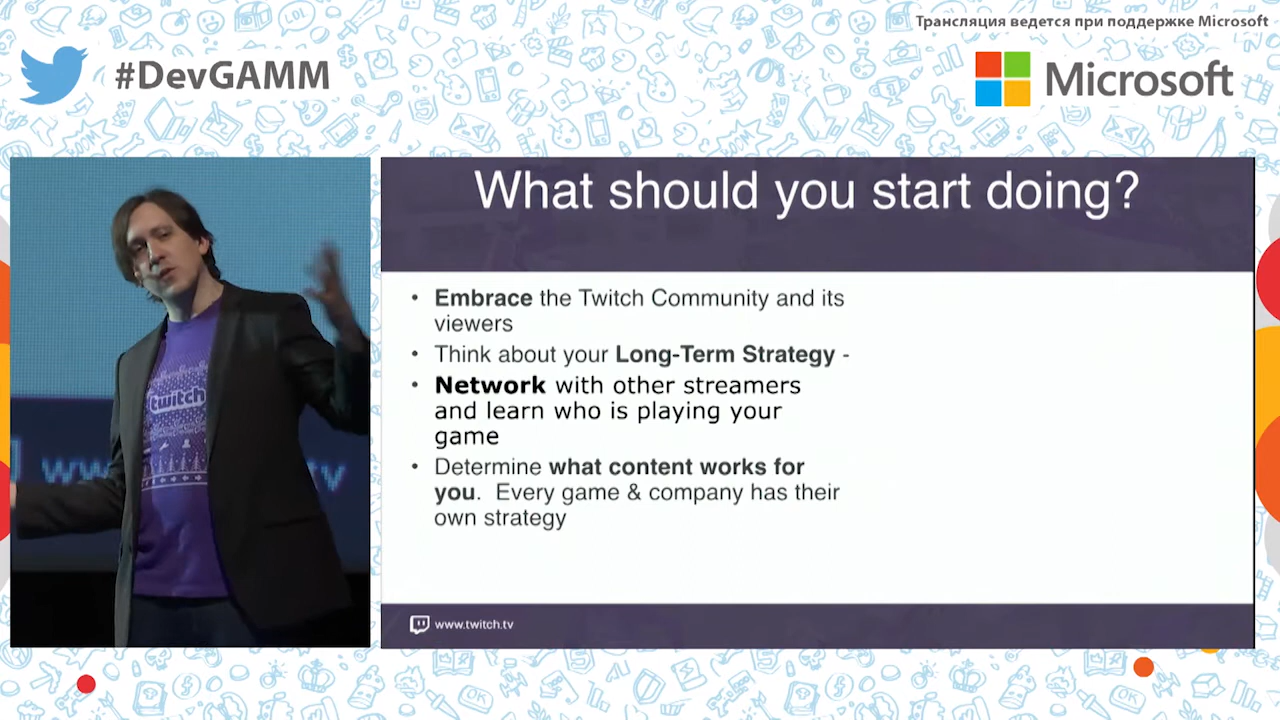 Трансляция ведется при поддержке Microsoft
#DevGAMM
Microsoft
What should you start doing?
• Embrace the Twitch Community and its
viewers
• Think about your Long-Term Strategy -
• Network with other streamers
and learn who is playing your
game
• Determine what content works for
you. Every game & company has their
own strategy
www.twitch.tv
twitch
ww
tv